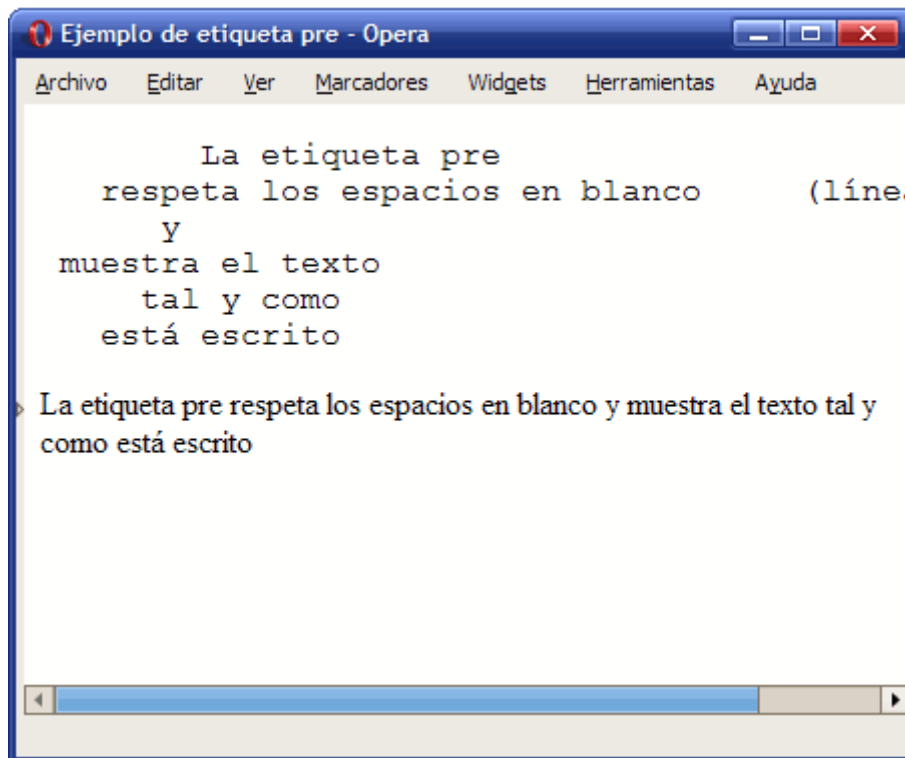 Ejemplo de etiqueta pre - Opera
Archivo Editar Ver Marcadores Widgets Herramientas Ayuda
La etiqueta pre
respeta los espacios en blanco (líne
y
muestra el texto
tal y como
está escrito
La etiqueta pre respeta los espacios en blanco y muestra el texto tal y
como está escrito